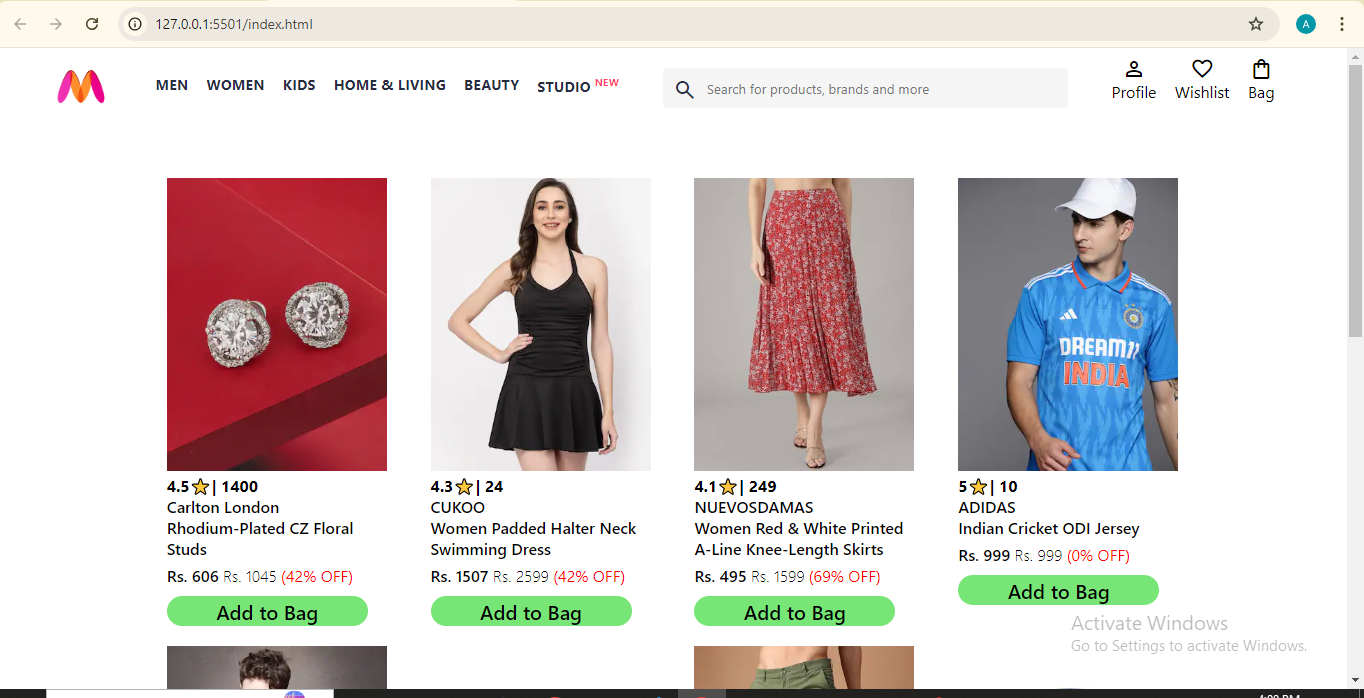 127.0.0.1:5501/index.html
A
MEN WOMEN KIDS HOME & LIVING BEAUTY STUDIO NEW
Search for products, brands and more
Profile Wishlist Bag
DREAM11
INDIA
4.5⭐| 1400
Carlton London
Rhodium-Plated CZ Floral
Studs
Rs. 606 Rs. 1045 (42% OFF)
Add to Bag
4.3⭐| 24
CUKOO
Women Padded Halter Neck
Swimming Dress
Rs. 1507 Rs. 2599 (42% OFF)
Add to Bag
4.1⭐| 249
NUEVOSDAMAS
Women Red & White Printed
A-Line Knee-Length Skirts
Rs. 495 Rs. 1599 (69% OFF)
Add to Bag
5⭐| 10
ADIDAS
Indian Cricket ODI Jersey
Rs. 999 Rs. 999 (0% OFF)
Add to Bag
Activate Windows
Go to Settings to activate Windows.